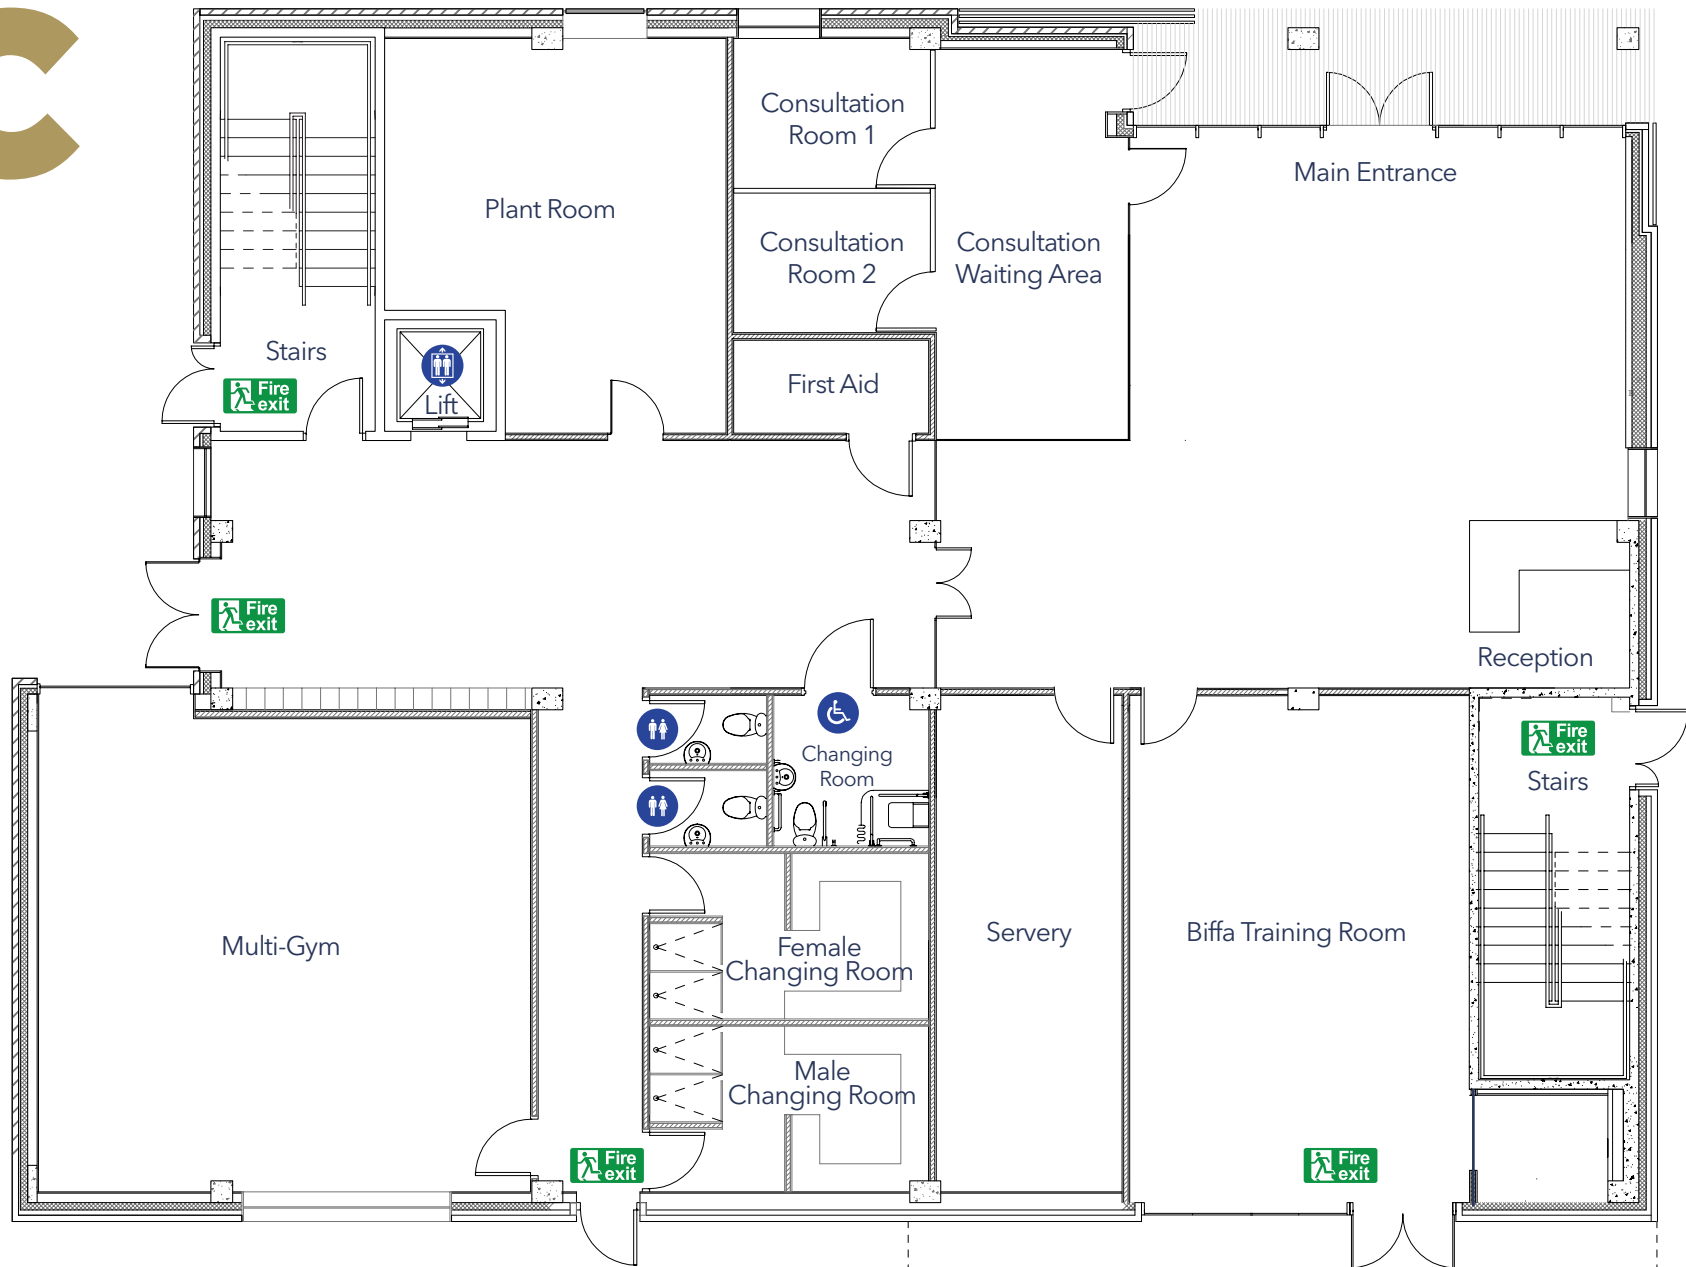 C
Consultation
Room 1
Main Entrance
Plant Room
Consultation
Room 2
Consultation
Waiting Area
Stairs
Fire
exit
Lift
First Aid
Fire
exit
Reception
Changing
Room
Fire
exit
Stairs
Multi-Gym
Female
Changing Room
Servery
Biffa Training Room
Male
Changing Room
Fire
exit
Fire
exit